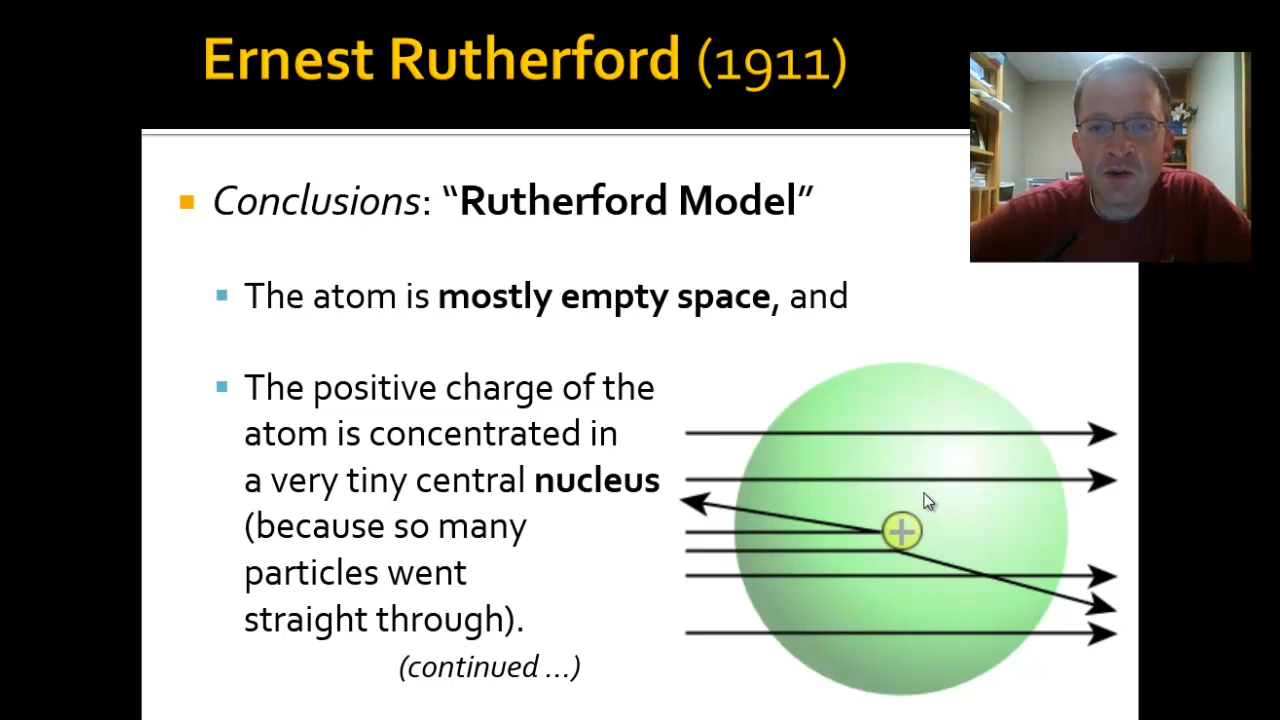 Ernest Rutherford (1911)
Conclusions: “Rutherford Model”
The atom is mostly empty space, and
The positive charge of the
atom is concentrated in
a very tiny central nucleus
(because so many
particles went
straight through).
(continued ...)
+